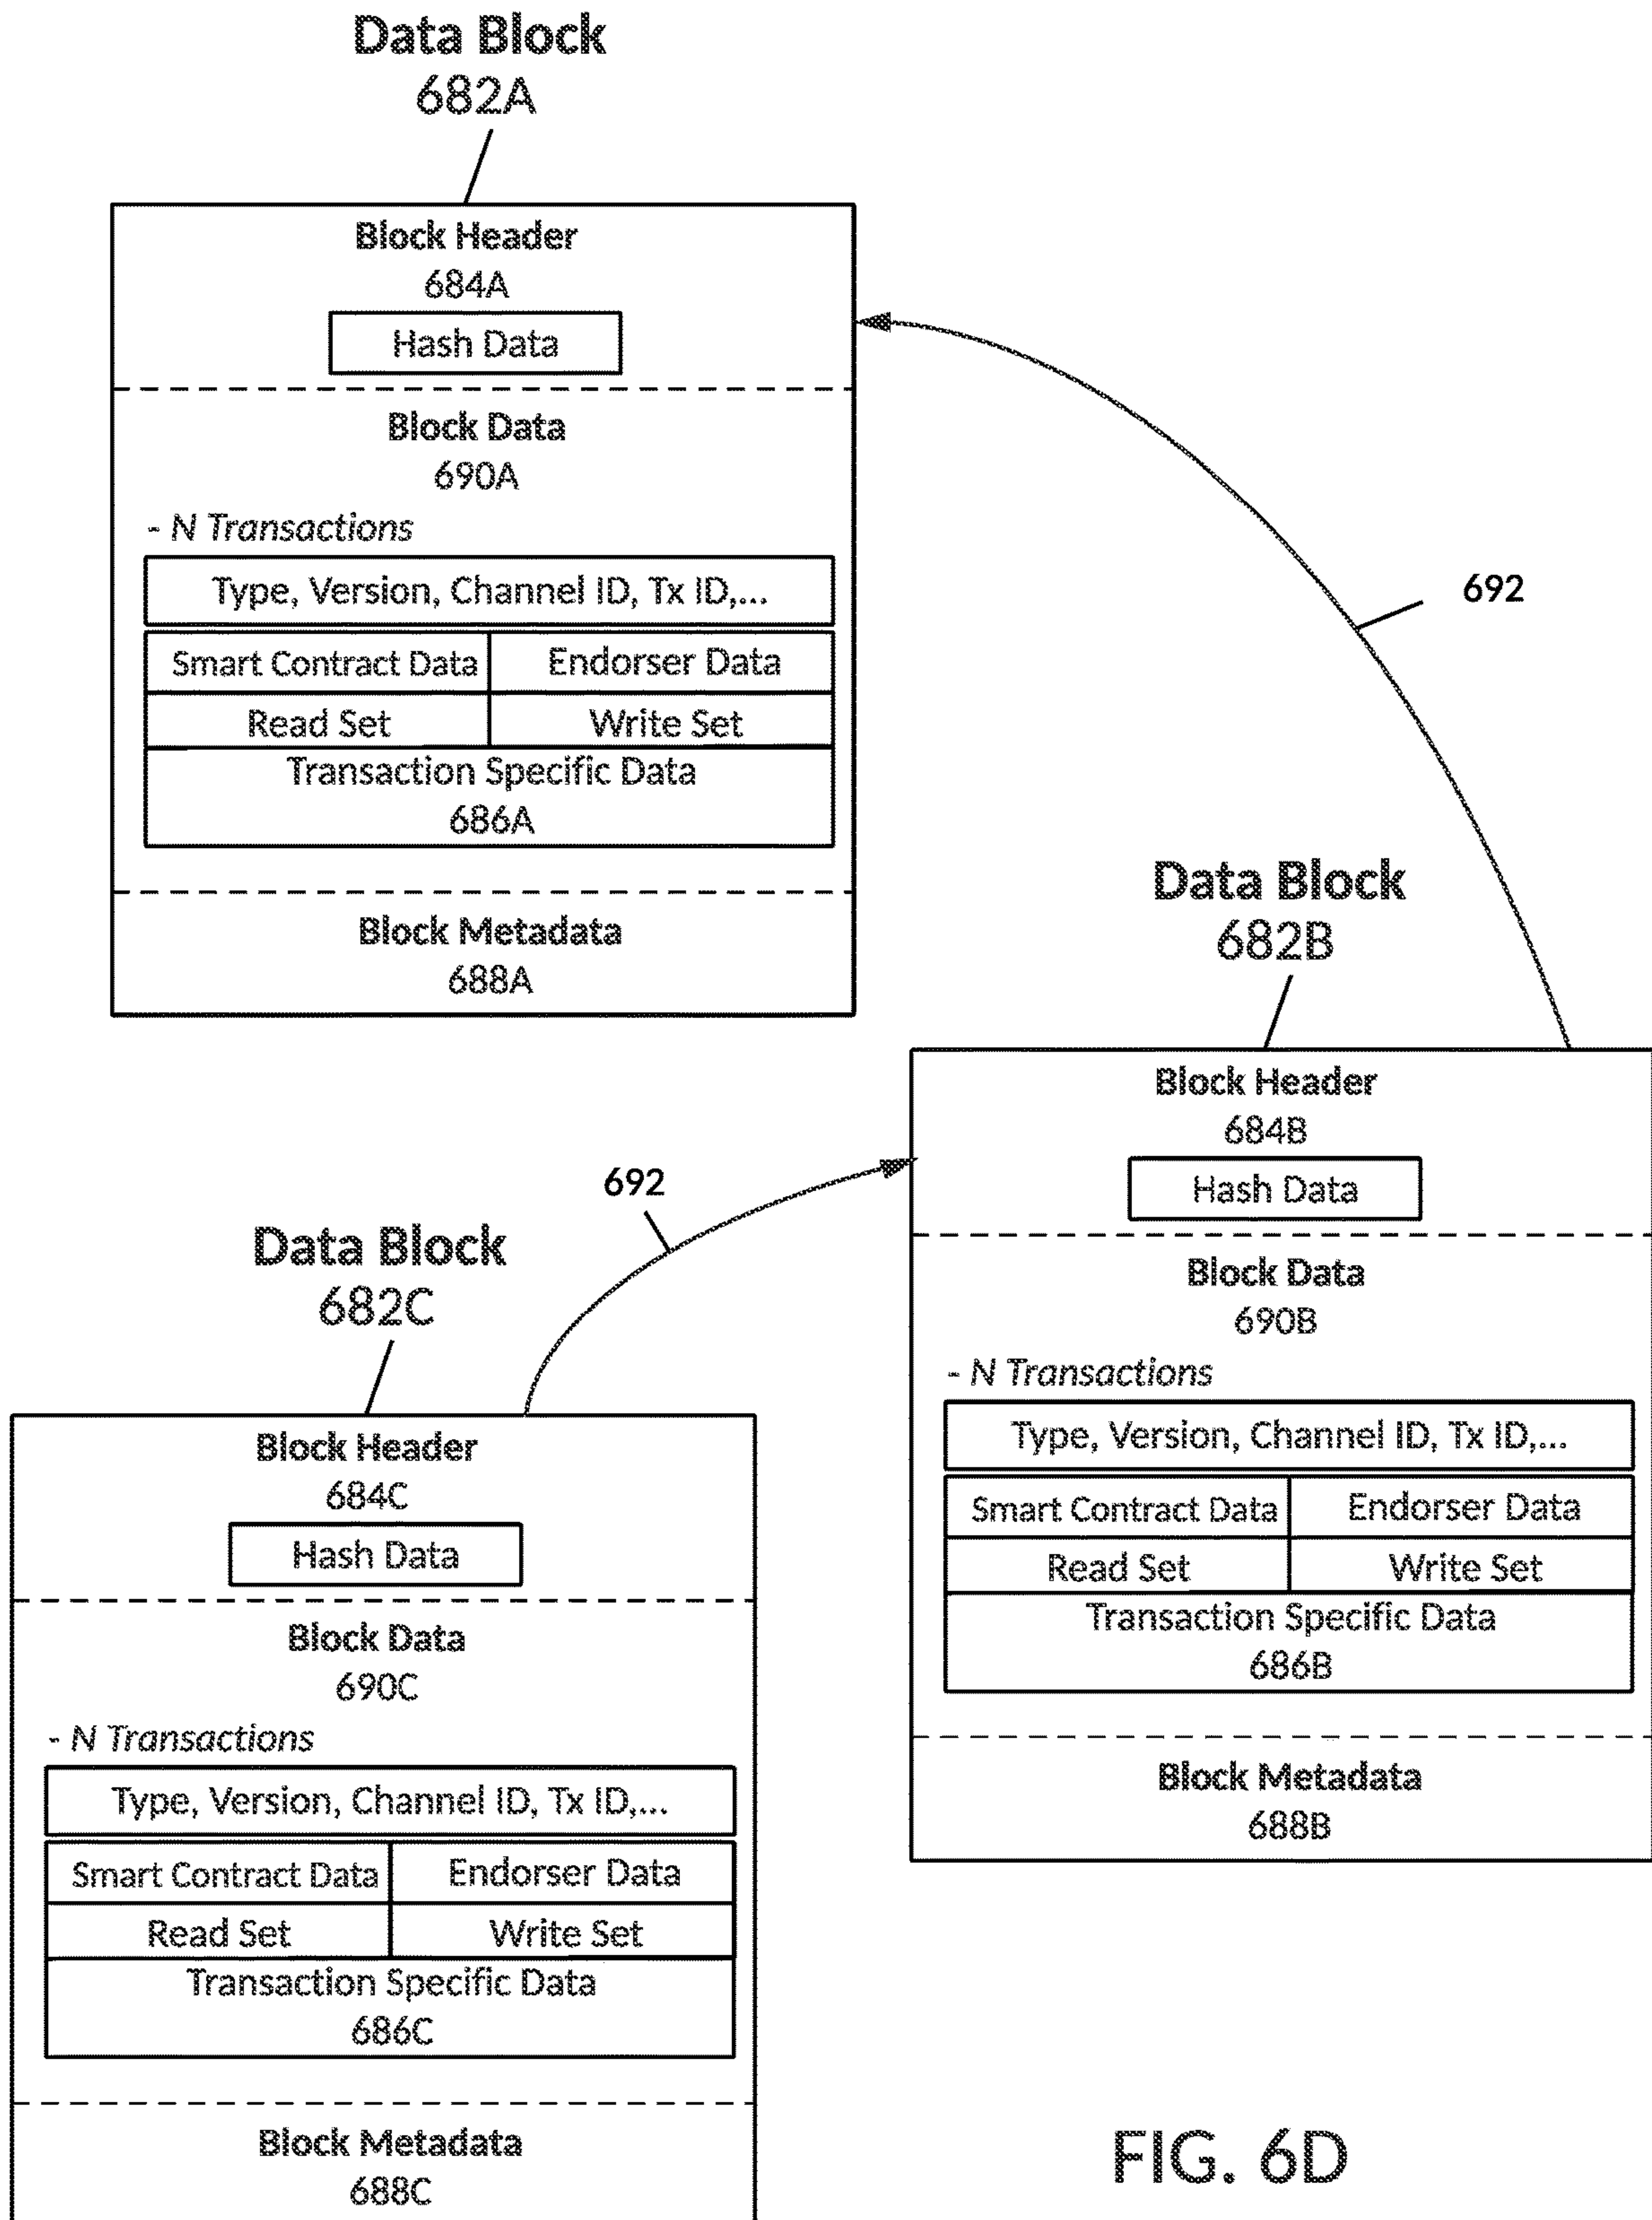 Data Block
682A
Block Header
684A
Hash Data
Block Data
690A
- N Transactions
Type, Version, Channel ID, Tx ID,...
Smart Contract Data
Endorser Data
Read Set
Write Set
Transaction Specific Data
686A
Block Metadata
688A
692
Data Block
682B
Block Header
684B
Hash Data
Block Data
690B
- N Transactions
Type, Version, Channel ID, Tx ID,...
Smart Contract Data
Endorser Data
Read Set
Write Set
Transaction Specific Data
686B
Block Metadata
688B
692
Data Block
682C
Block Header
684C
Hash Data
Block Data
690C
- N Transactions
Type, Version, Channel ID, Tx ID,...
Smart Contract Data
Endorser Data
Read Set
Write Set
Transaction Specific Data
686C
Block Metadata
688C
FIG. 6D